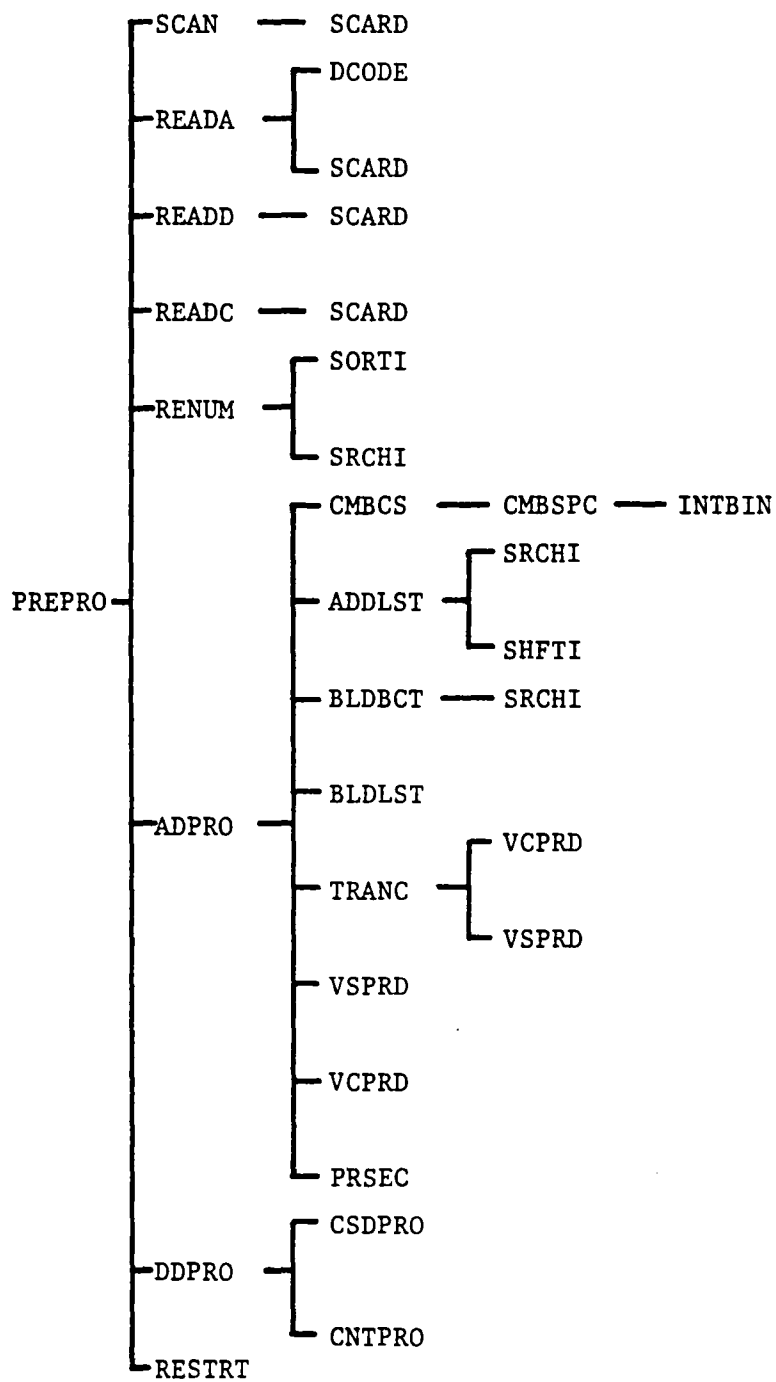 SCAN SCARD
DCODE
READA
SCARD
READD SCARD
READC SCARD
SORTI
RENUM
SRCHI
CMBCS CMBSPC INTBIN
SRCHI
PREPRO ADDLST
SHFTI
BLDBCT SRCHI
BLDLST
ADPRO
VCPRD
TRANC
VSPRD
VSPRD
VCPRD
PRSEC
CSDPRO
DDPRO
CNTPRO
RESTRT